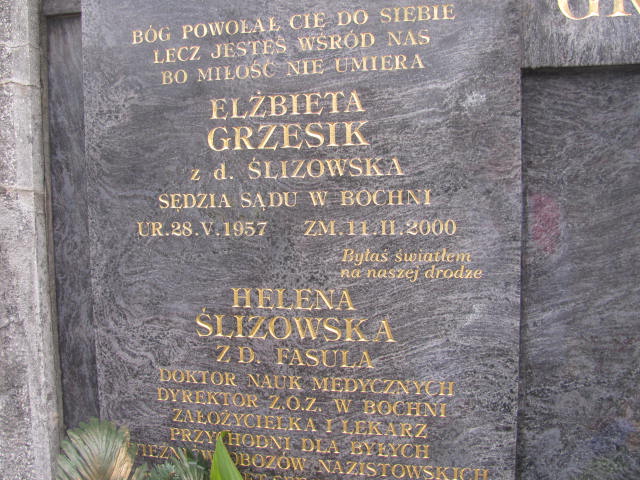 BÓG POWOŁAŁ CIĘ DO SIEBIE
LECZ JESTEŚ WŚRÓD NAS
BO MIŁOŚĆ NIE UMIERA
ELŻBIETA
GRZESIK
z d. ŚLIZOWSKA
SĘDZIA SĄDU W BOCHNI
UR.28.V.1957 ZM.11.II.2000
Byłaś światłem
na naszej drodze
HELENA
ŚLIZOWSKA
Z D. FASULA
DOKTOR NAUK MEDYCZNYCH
DYREKTOR Z.O.Z. W BOCHNI
ZAŁOŻYCIELKA I LEKARZ
PRZYCHODNI DLA BYŁYCH
OBOZÓW NAZISTOWSKICH